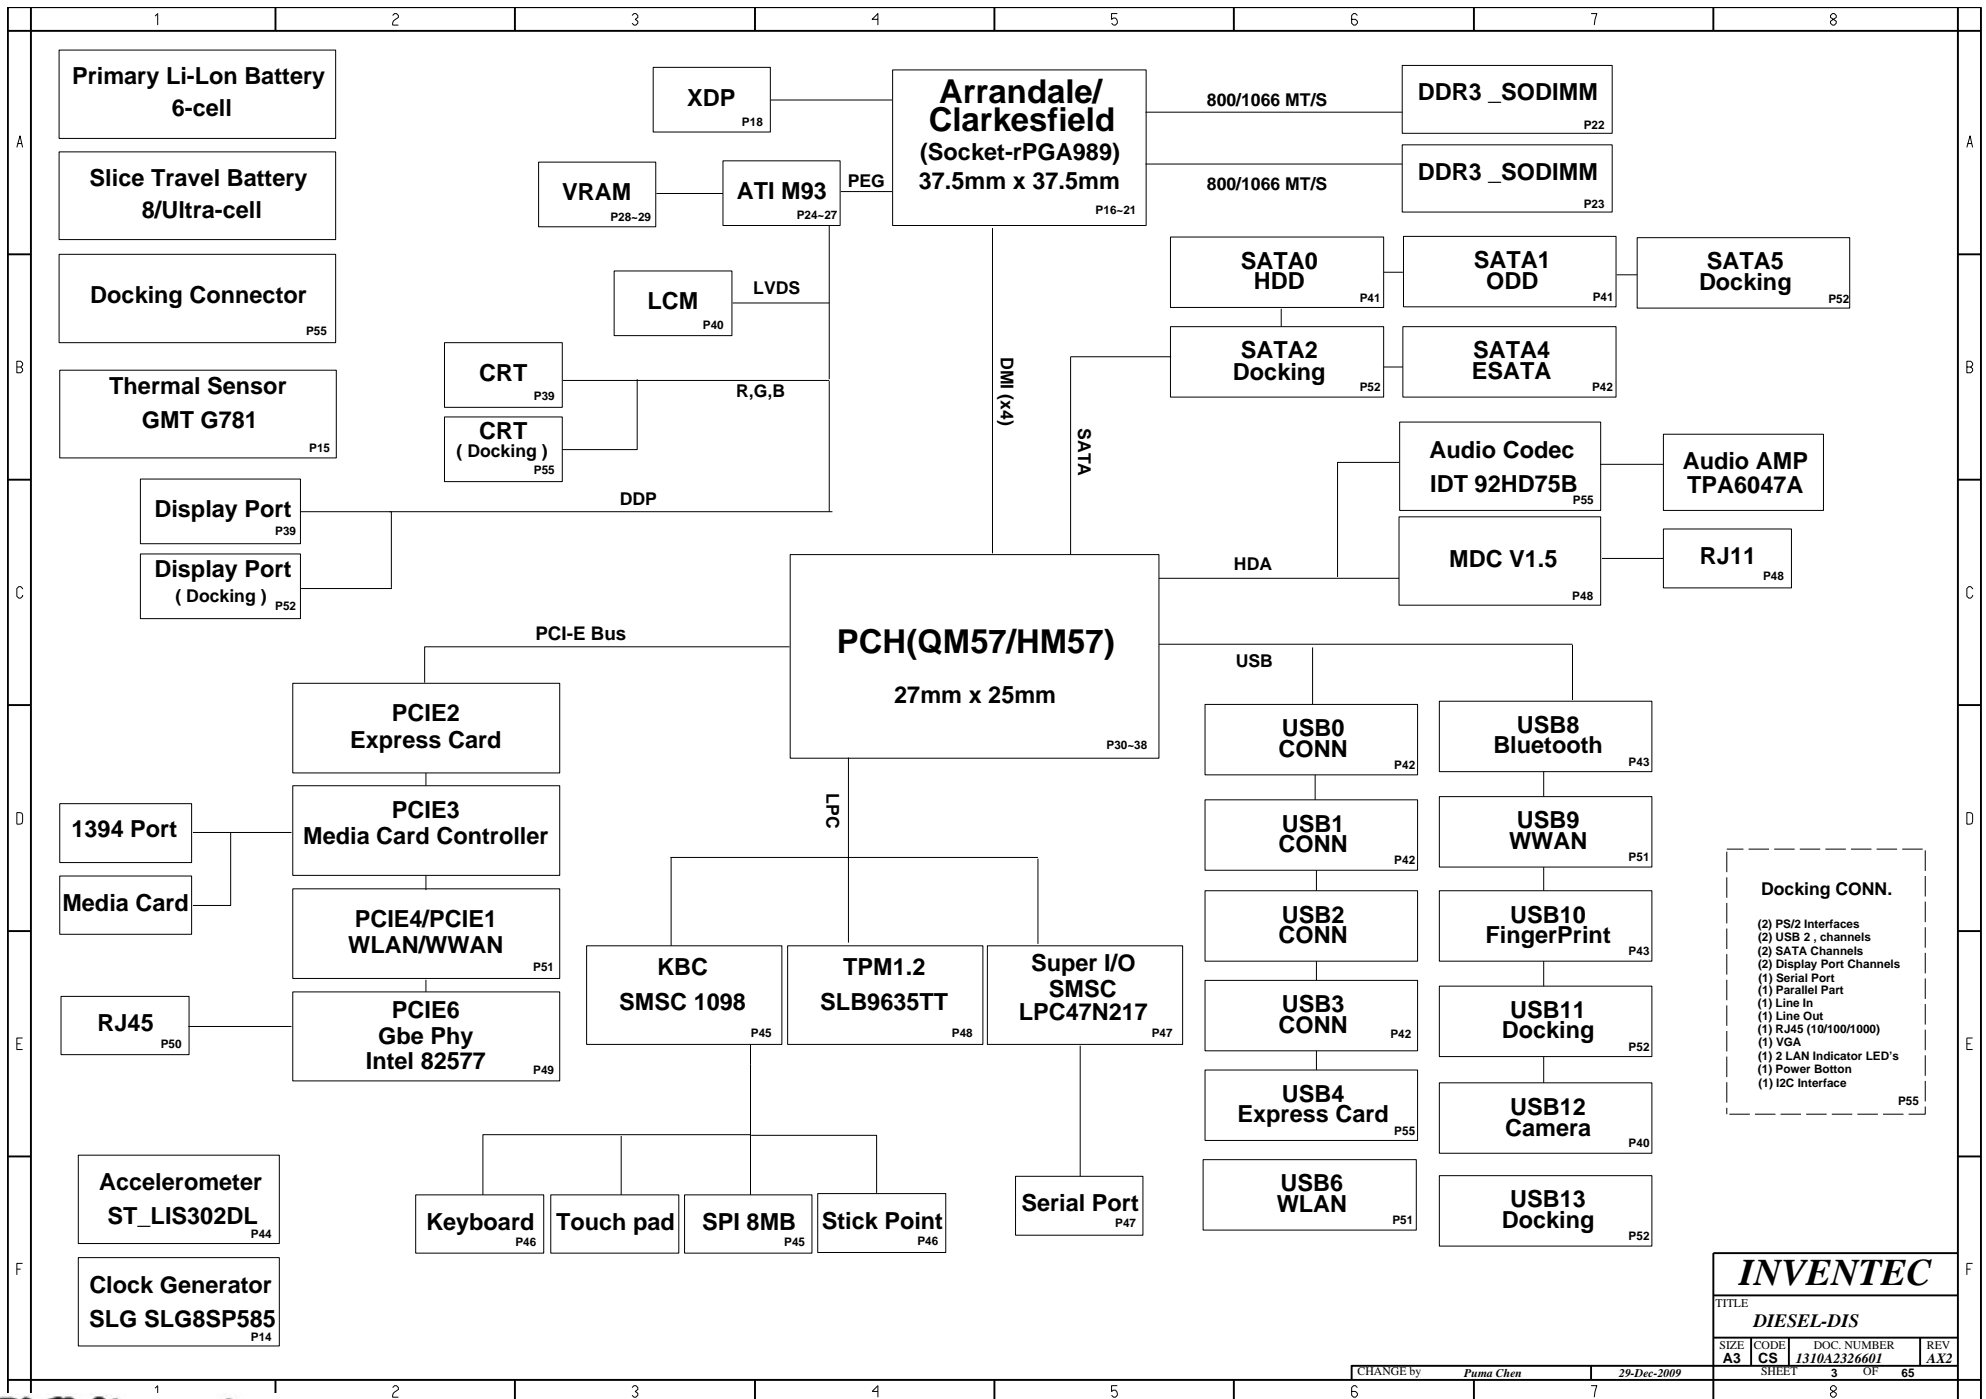 1 2 3 4 5 6 7 8
A
B
C
D
E
F
A
B
C
D
E
F
Primary Li-Lon Battery
6-cell
Slice Travel Battery
8/Ultra-cell
Docking Connector
P55
Thermal Sensor
GMT G781
P15
XDP
P18
VRAM
P28~29
ATI M93
P24~27
PEG
Arrandale/
Clarkesfield
(Socket-rPGA989)
37.5mm x 37.5mm
P16~21
800/1066 MT/S
DDR3 _SODIMM
P22
800/1066 MT/S
DDR3 _SODIMM
P23
LCM
P40
LVDS
CRT
P39
R,G,B
CRT
( Docking )
P55
Display Port
P39
DDP
Display Port
( Docking )
P52
DMI (x4)
SATA
SATA0
HDD
P41
SATA1
ODD
P41
SATA5
Docking
P52
SATA2
Docking
P52
SATA4
ESATA
P42
Audio Codec
IDT 92HD75B
P55
Audio AMP
TPA6047A
HDA
MDC V1.5
P48
RJ11
P48
PCH(QM57/HM57)
27mm x 25mm
P30~38
PCI-E Bus
USB
LPC
PCIE2
Express Card
PCIE3
Media Card Controller
1394 Port
Media Card
PCIE4/PCIE1
WLAN/WWAN
P51
RJ45
P50
PCIE6
Gbe Phy
Intel 82577
P49
KBC
SMSC 1098
P45
TPM1.2
SLB9635TT
P48
Super I/O
SMSC
LPC47N217
P47
Keyboard
P46
Touch pad
SPI 8MB
P45
Stick Point
P46
Serial Port
P47
USB0
CONN
P42
USB1
CONN
P42
USB2
CONN
USB3
CONN
P42
USB4
Express Card
P55
USB6
WLAN
P51
USB8
Bluetooth
P43
USB9
WWAN
P51
USB10
FingerPrint
P43
USB11
Docking
P52
USB12
Camera
P40
USB13
Docking
P52
Docking CONN.
(2) PS/2 Interfaces
(2) USB 2 , channels
(2) SATA Channels
(2) Display Port Channels
(1) Serial Port
(1) Parallel Part
(1) Line In
(1) Line Out
(1) RJ45 (10/100/1000)
(1) VGA
(1) 2 LAN Indicator LED's
(1) Power Botton
(1) I2C Interface
P55
Accelerometer
ST_LIS302DL
P44
Clock Generator
SLG SLG8SP585
P14
INVENTEC
TITLE
DIESEL-DIS
SIZE CODE DOC. NUMBER REV
A3 CS 1310A2326601 AX2
CHANGE by Puma Chen 29-Dec-2009 SHEET 3 OF 65
1 2 3 4 5 6 7 8